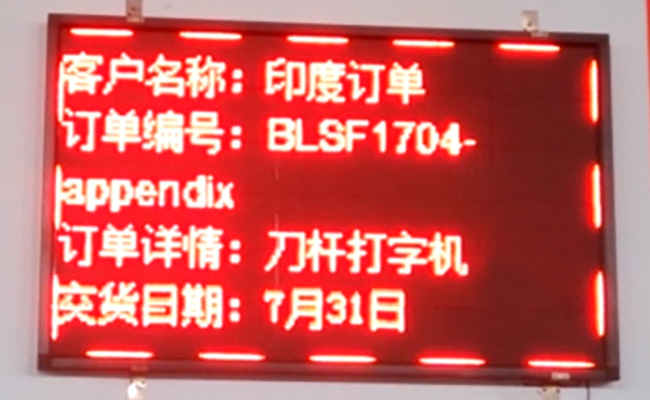 客户名称：印度订单
订单编号：BLSF1704-
appendix
订单详情：刀杆打字机
交货日期：7月31日